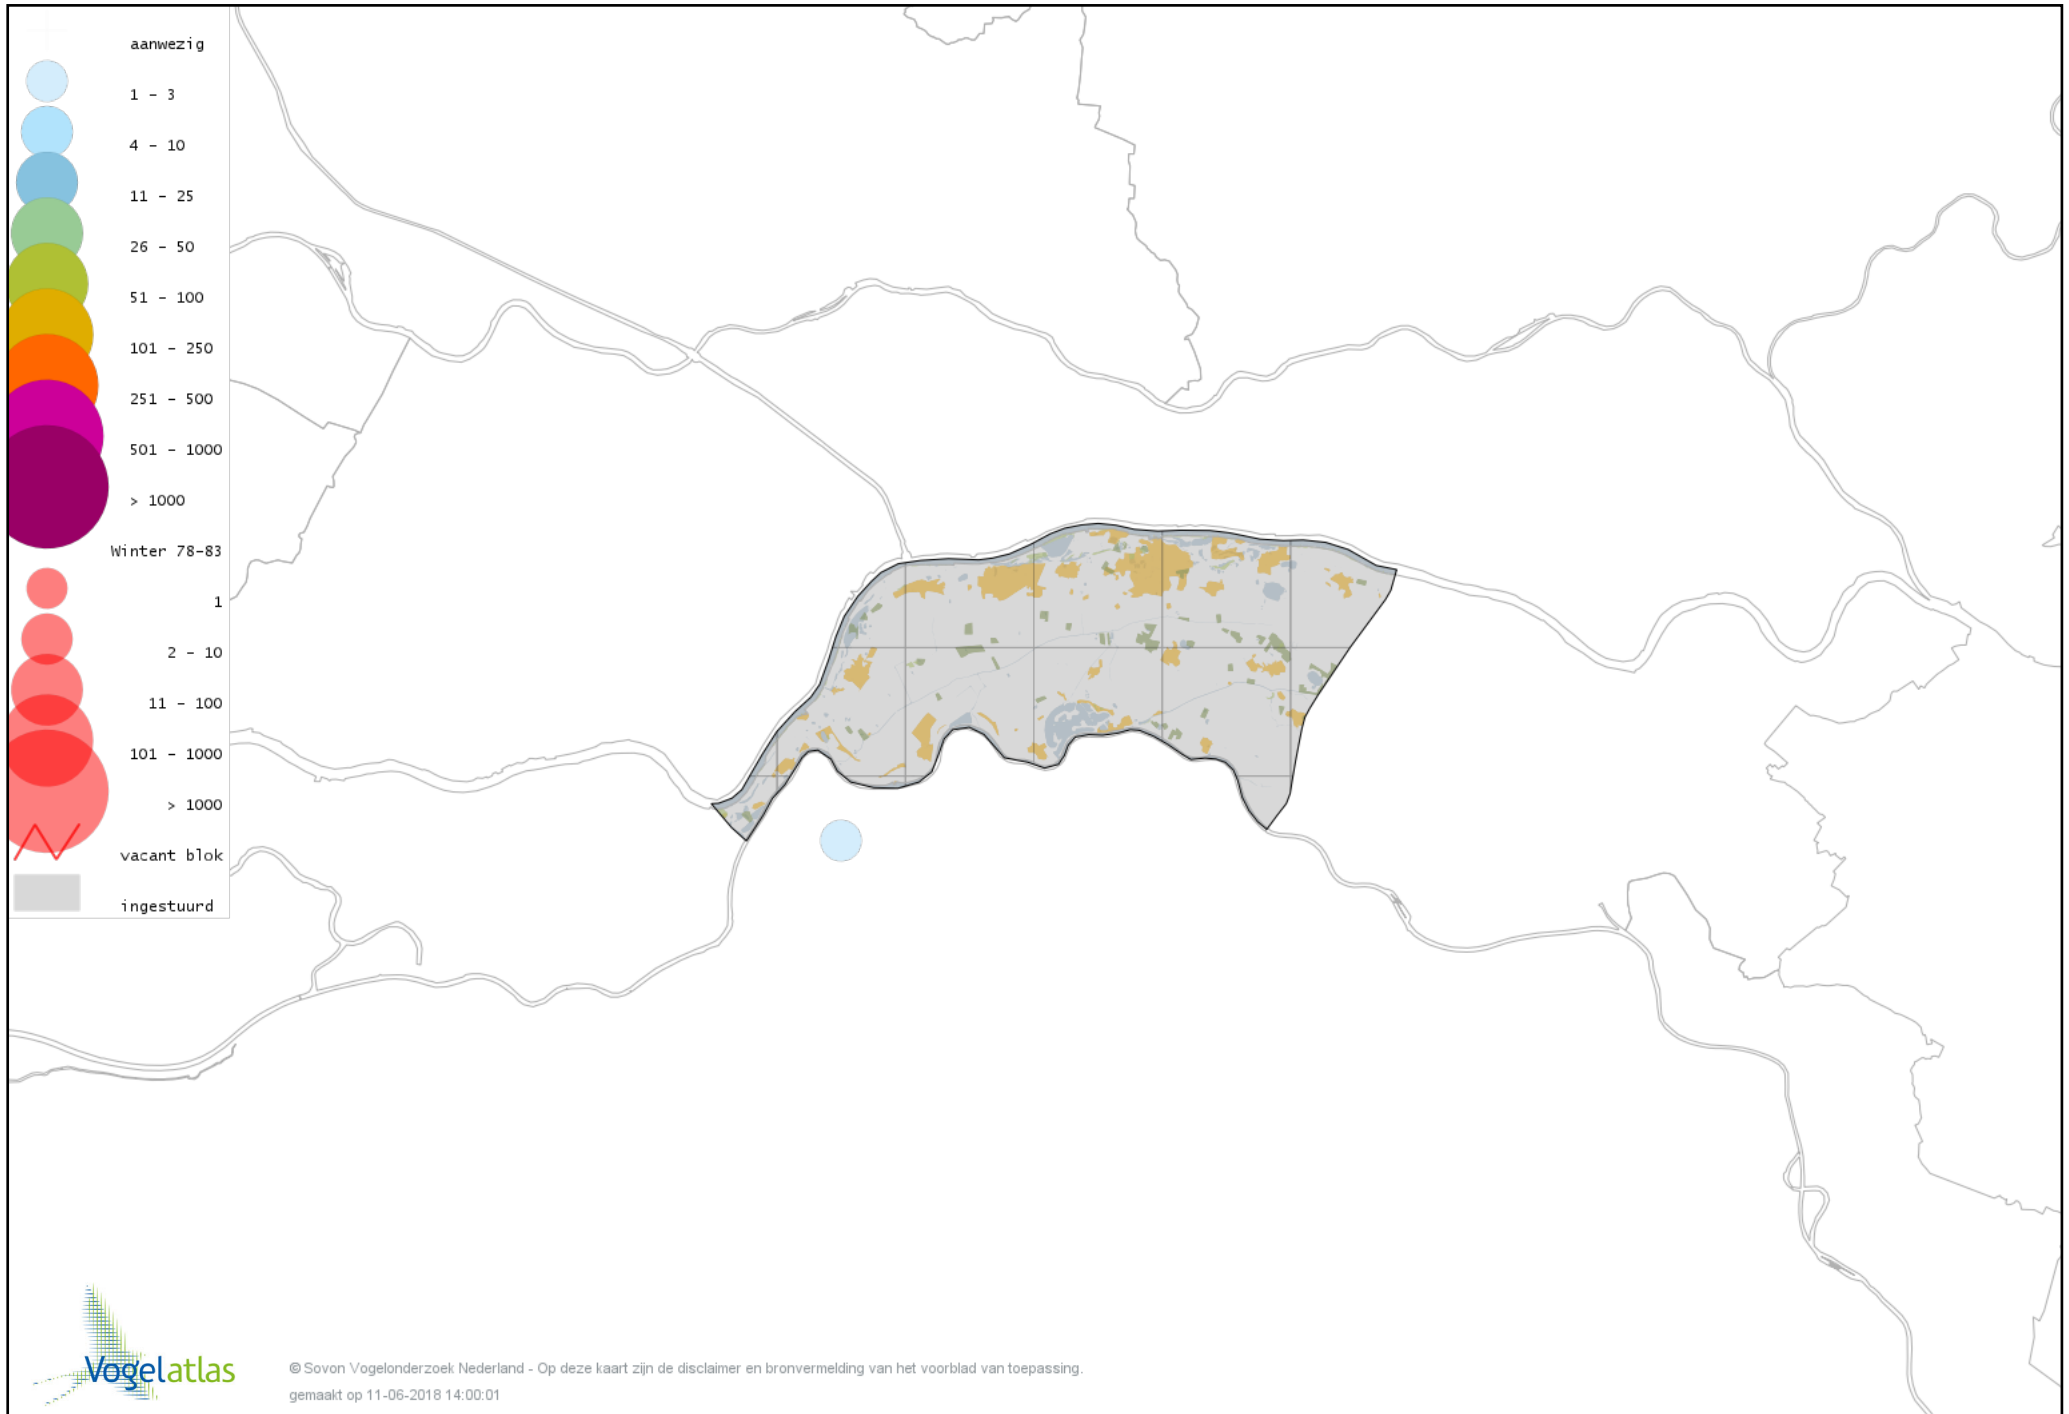 aanwezig
1 - 3
4 - 10
11 - 25
26 - 50
51 - 100
101 - 250
251 - 500
501 - 1000
> 1000
Winter 78-83
1
2 - 10
11 - 100
101 - 1000
> 1000
vacant blok
ingestuurd
Vogelatlas
© Sovon Vogelonderzoek Nederland - Op deze kaart zijn de disclaimer en bronvermelding van het voorblad van toepassing.
gemaakt op 11-06-2018 14:00:01